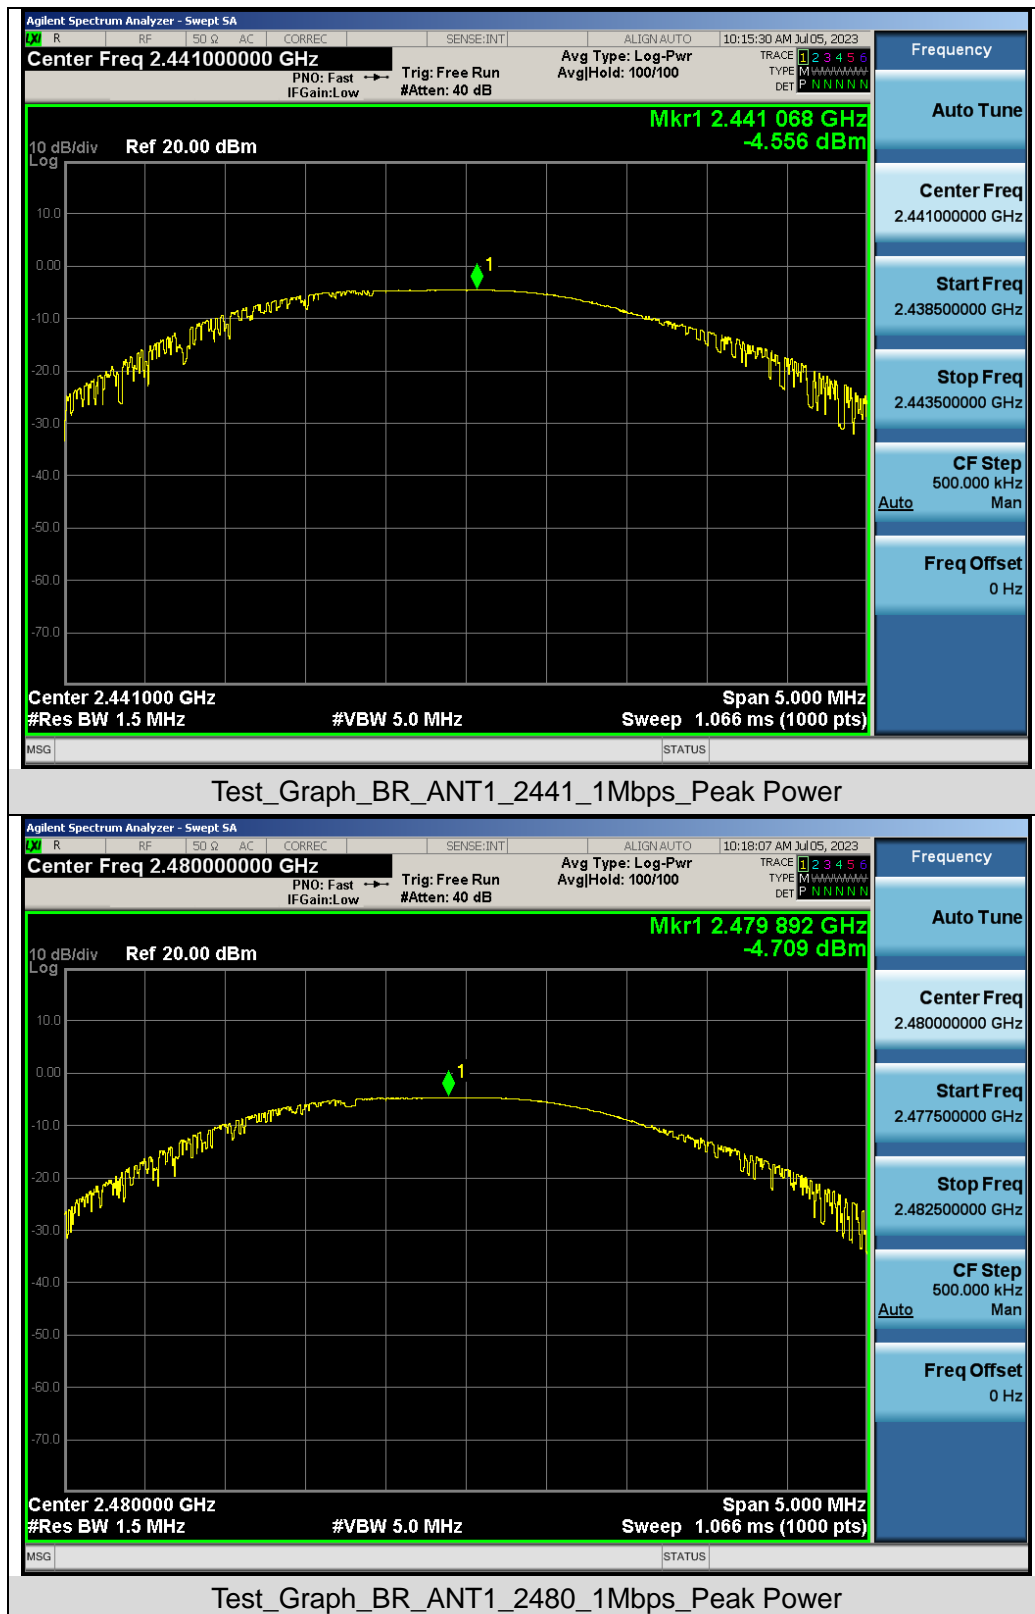 Agilent Spectrum Analyzer - Swept SA
LXI R RF 50 Ω AC CORREC SENSE:INT ALIGN AUTO 10:15:30 AM Jul 05, 2023
Center Freq 2.441000000 GHz
PNO: Fast
IFGain:Low
Trig: Free Run
#Atten: 40 dB
Avg Type: Log-Pwr
Avg|Hold: 100/100
TRACE 1 2 3 4 5 6
TYPE M
DET P N N N N N
Frequency
Mkr1 2.441 068 GHz
-4.556 dBm
10 dB/div Ref 20.00 dBm
Log
10.0
0.00
-10.0
-20.0
-30.0
-40.0
-50.0
-60.0
-70.0
1
Center 2.441000 GHz Span 5.000 MHz
#Res BW 1.5 MHz #VBW 5.0 MHz Sweep 1.066 ms (1000 pts)
MSG STATUS
Auto Tune
Center Freq
2.441000000 GHz
Start Freq
2.438500000 GHz
Stop Freq
2.443500000 GHz
CF Step
500.000 kHz
Auto Man
Freq Offset
0 Hz
Test_Graph_BR_ANT1_2441_1Mbps_Peak Power
Agilent Spectrum Analyzer - Swept SA
LXI R RF 50 Ω AC CORREC SENSE:INT ALIGN AUTO 10:18:07 AM Jul 05, 2023
Center Freq 2.480000000 GHz
PNO: Fast
IFGain:Low
Trig: Free Run
#Atten: 40 dB
Avg Type: Log-Pwr
Avg|Hold: 100/100
TRACE 1 2 3 4 5 6
TYPE M
DET P N N N N N
Frequency
Mkr1 2.479 892 GHz
-4.709 dBm
10 dB/div Ref 20.00 dBm
Log
10.0
0.00
-10.0
-20.0
-30.0
-40.0
-50.0
-60.0
-70.0
1
Center 2.480000 GHz Span 5.000 MHz
#Res BW 1.5 MHz #VBW 5.0 MHz Sweep 1.066 ms (1000 pts)
MSG STATUS
Auto Tune
Center Freq
2.480000000 GHz
Start Freq
2.477500000 GHz
Stop Freq
2.482500000 GHz
CF Step
500.000 kHz
Auto Man
Freq Offset
0 Hz
Test_Graph_BR_ANT1_2480_1Mbps_Peak Power